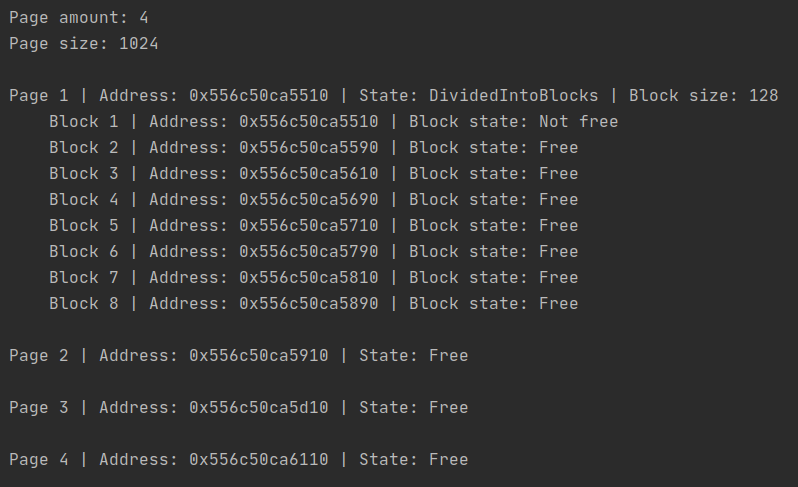 Page amount: 4
Page size: 1024
Page 1 | Address: 0x556c50ca5510 | State: DividedIntoBlocks | Block size: 128
Block 1 | Address: 0x556c50ca5510 | Block state: Not free
Block 2 | Address: 0x556c50ca5590 | Block state: Free
Block 3 | Address: 0x556c50ca5610 | Block state: Free
Block 4 | Address: 0x556c50ca5690 | Block state: Free
Block 5 | Address: 0x556c50ca5710 | Block state: Free
Block 6 | Address: 0x556c50ca5790 | Block state: Free
Block 7 | Address: 0x556c50ca5810 | Block state: Free
Block 8 | Address: 0x556c50ca5890 | Block state: Free
Page 2 | Address: 0x556c50ca5910 | State: Free
Page 3 | Address: 0x556c50ca5d10 | State: Free
Page 4 | Address: 0x556c50ca6110 | State: Free